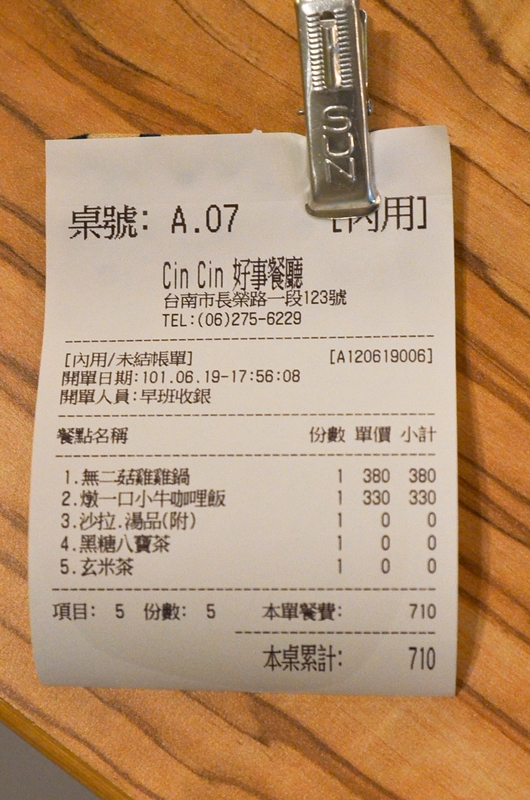 SUN
桌號: A.07 [內用]
Cin Cin 好事餐廳
台南市長榮路一段123號
TEL:(06)275-6229
[內用/未結帳單] [A120619006]
開單日期:101.06.19-17:56:08
開單人員:早班收銀
餐點名稱 份數 單價 小計
1.無二菇雞雞鍋 1 380 380
2.燉一口小牛咖哩飯 1 330 330
3.沙拉.湯品(附) 1 0 0
4.黑糖八寶茶 1 0 0
5.玄米茶 1 0 0
項目: 5 份數: 5 本單餐費: 710
本桌累計: 710